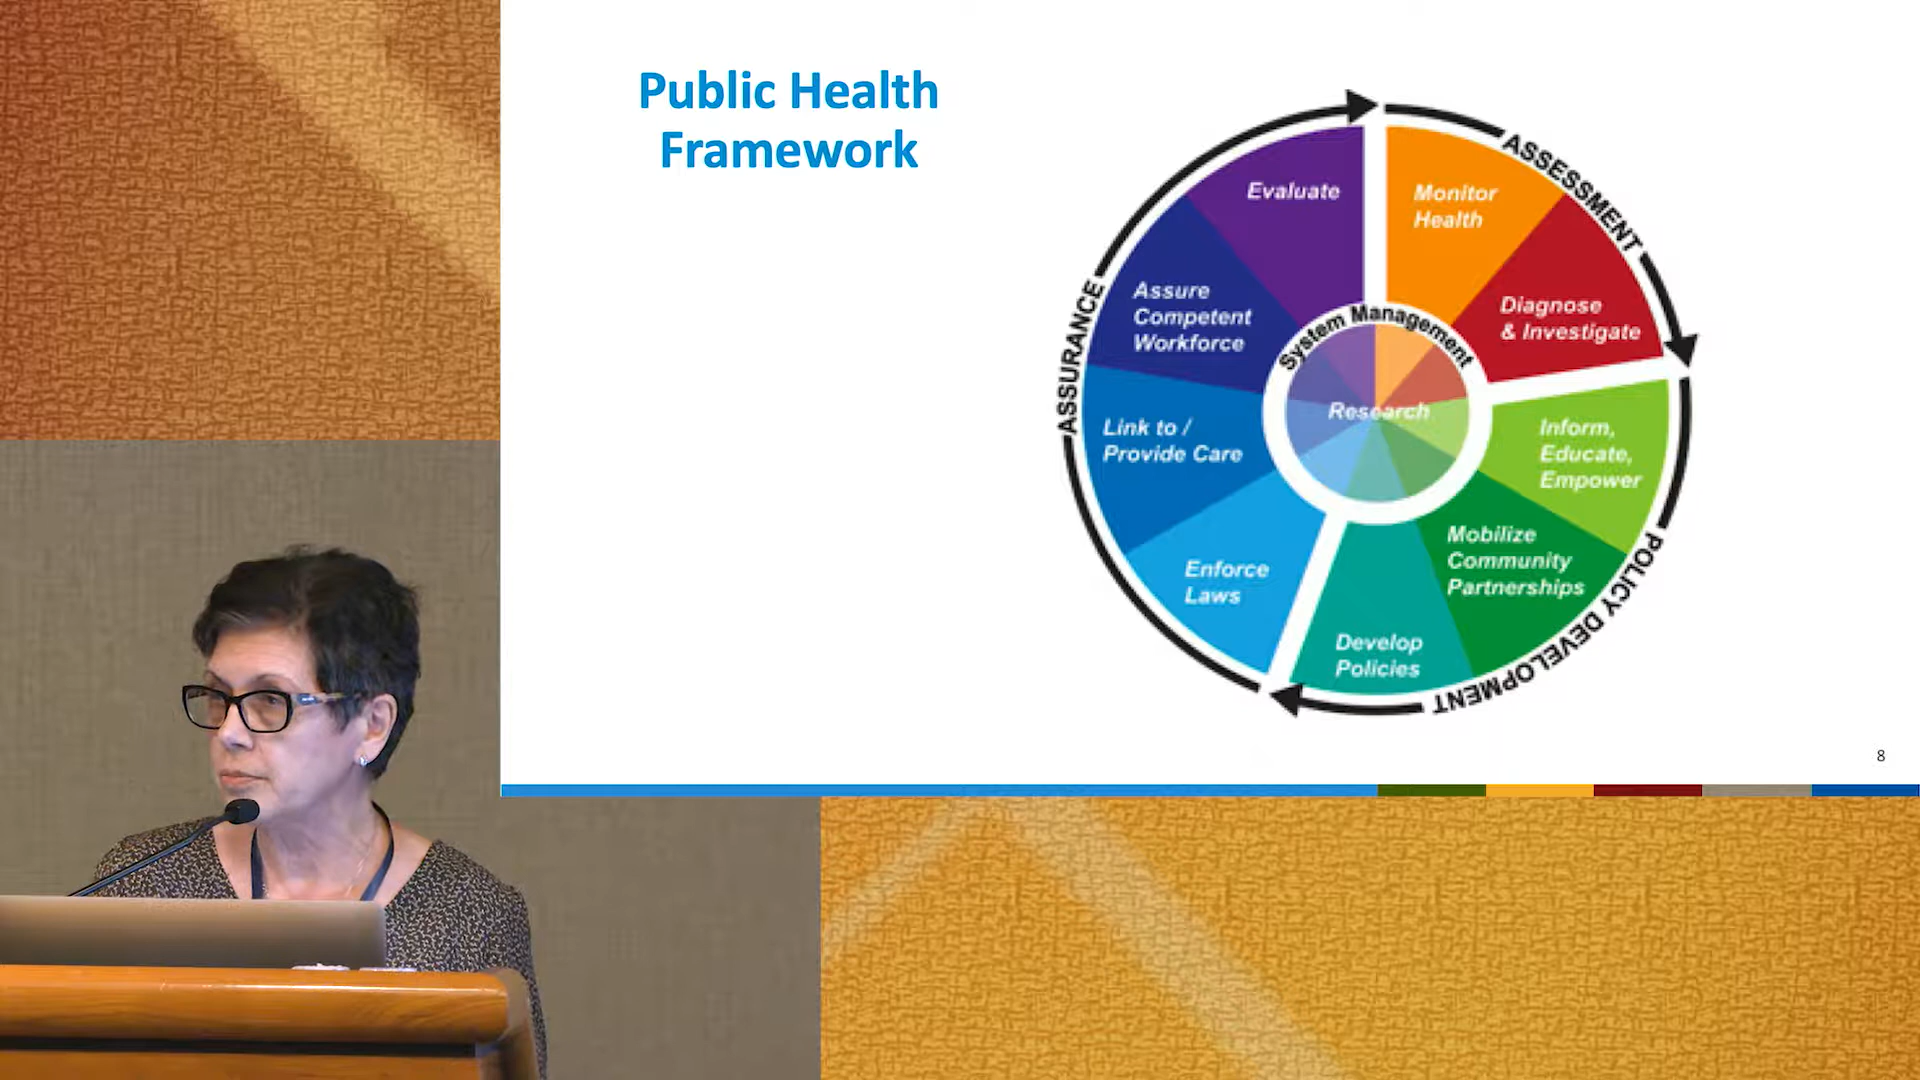 Public Health
Framework
ASSESSMENT
Monitor
Health
Diagnose
& Investigate
POLICY DEVELOPMENT
Inform,
Educate,
Empower
Mobilize
Community
Partnerships
Develop
Policies
ASSURANCE
Enforce
Laws
Link to /
Provide Care
Assure
Competent
Workforce
Evaluate
System Management
Research
8